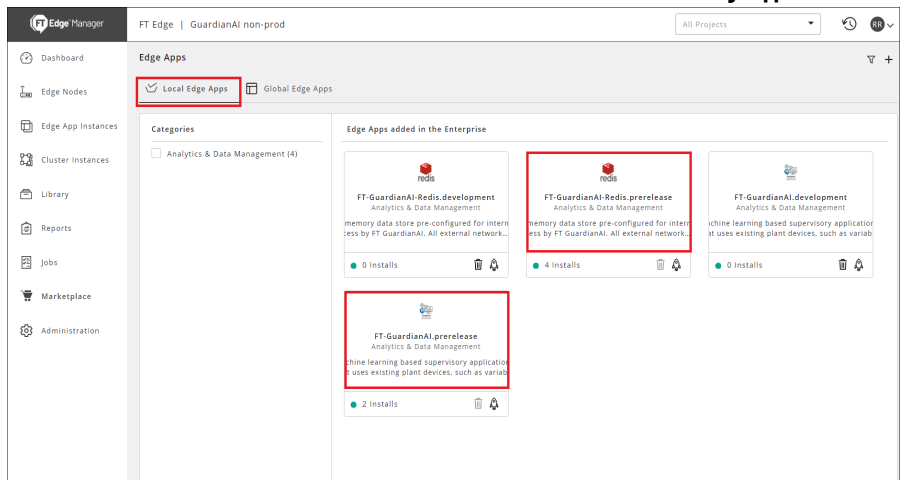 FT Edge Manager
FT Edge | GuardianAI non-prod
All Projects
RR
Dashboard
Edge Nodes
Edge App Instances
Cluster Instances
Library
Reports
Jobs
Marketplace
Administration
Edge Apps
Local Edge Apps
Global Edge Apps
Categories
Analytics & Data Management (4)
Edge Apps added in the Enterprise
redis
FT-GuardianAI-Redis.development
Analytics & Data Management
memory data store pre-configured for intern
cess by FT GuardianAI. All external network...
0 Installs
redis
FT-GuardianAI-Redis.prerelease
Analytics & Data Management
memory data store pre-configured for intern
cess by FT GuardianAI. All external network...
4 Installs
FT-GuardianAI.development
Analytics & Data Management
chine learning based supervisory application
at uses existing plant devices, such as variab
0 Installs
FT-GuardianAI.prerelease
Analytics & Data Management
chine learning based supervisory application
t uses existing plant devices, such as variab
2 Installs